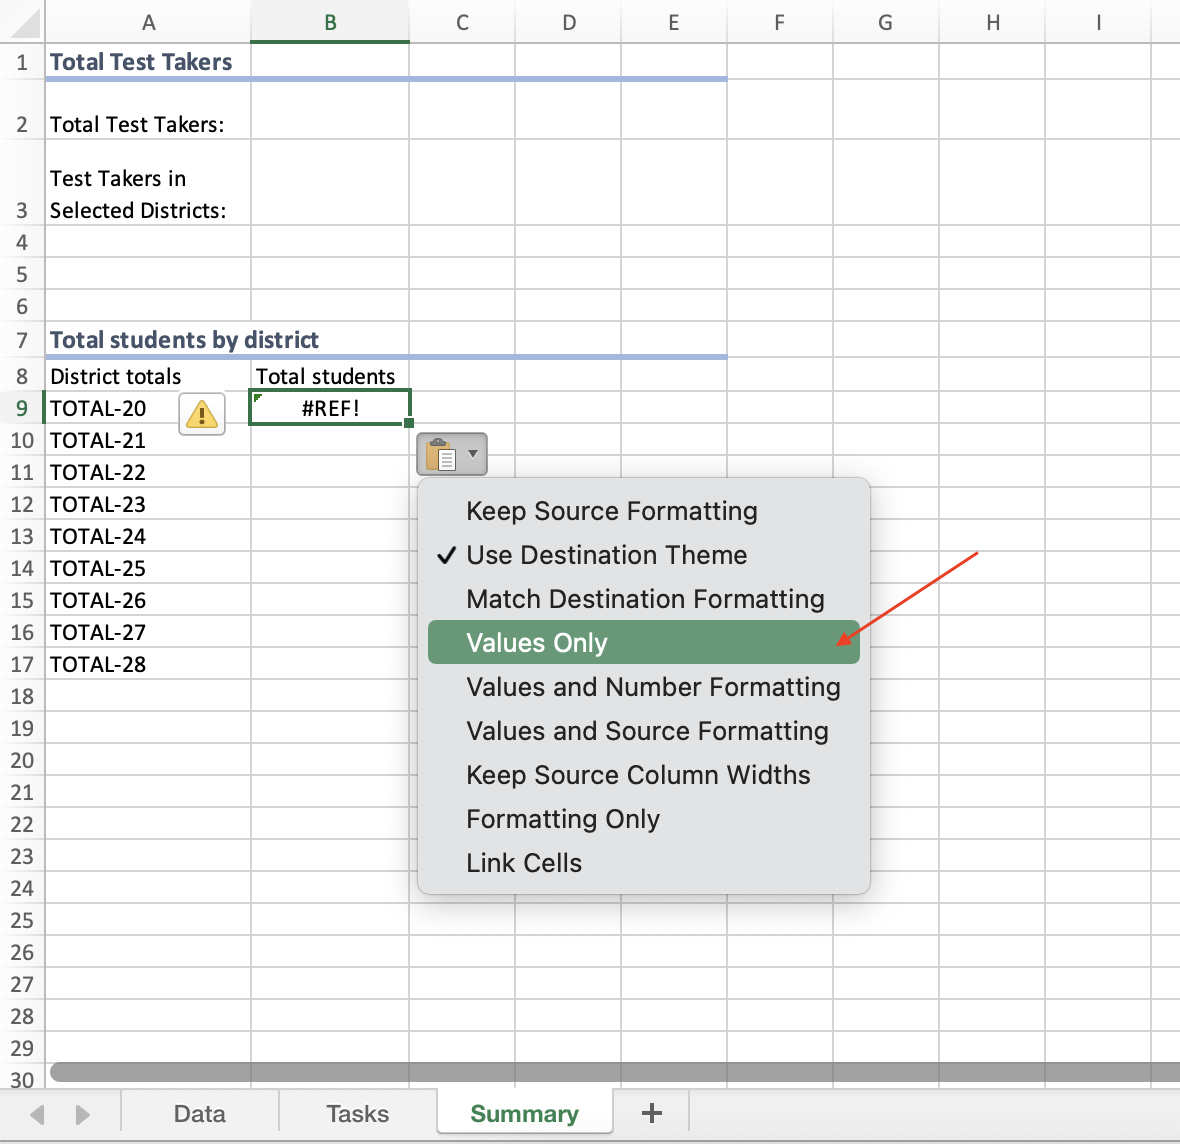 A B C D E F G H I
1 Total Test Takers
2 Total Test Takers:
Test Takers in
3 Selected Districts:
4
5
6
7 Total students by district
8 District totals Total students
9 TOTAL-20 #REF!
10 TOTAL-21
11 TOTAL-22
Keep Source Formatting
12 TOTAL-23
✓ Use Destination Theme
13 TOTAL-24
14 TOTAL-25
Match Destination Formatting
15 TOTAL-26
16 TOTAL-27
Values Only
17 TOTAL-28
Values and Number Formatting
18
19
Values and Source Formatting
20
Keep Source Column Widths
21
22
Formatting Only
23
Link Cells
24
25
26
27
28
29
30
Data Tasks Summary +